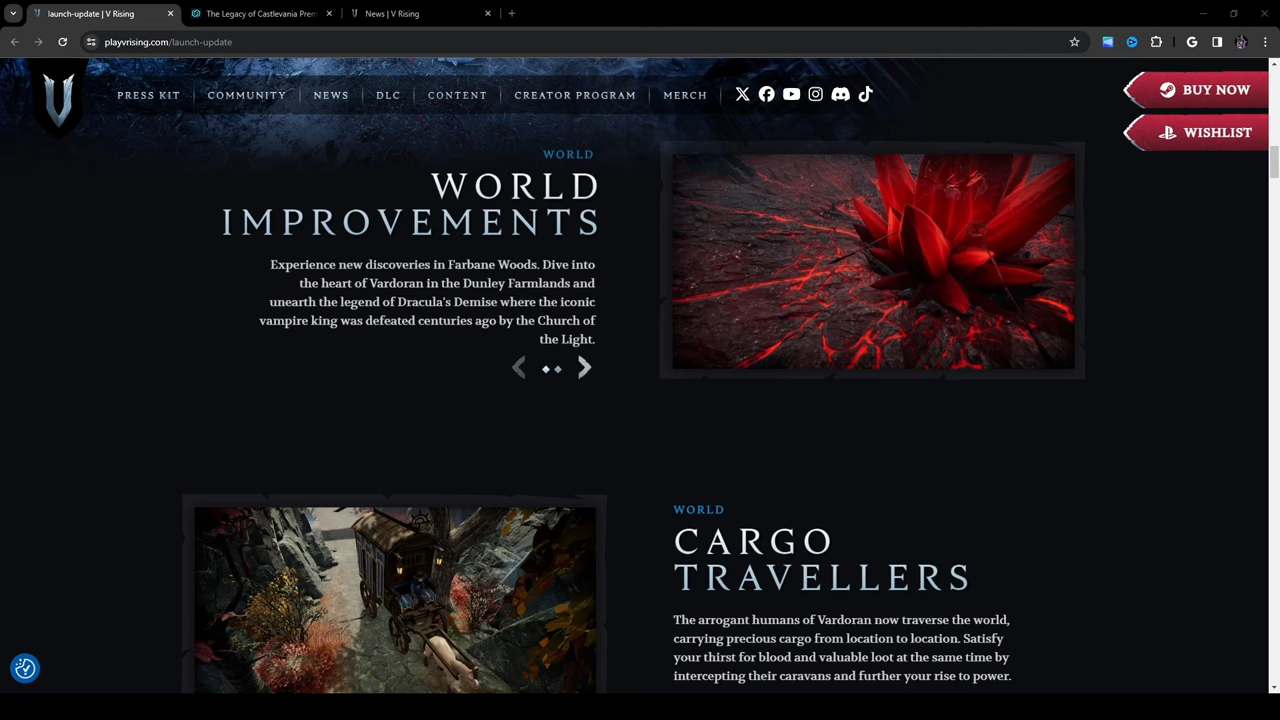 launch-update | V Rising
The Legacy of Castlevania Prem
News | V Rising
playvrising.com/launch-update
PRESS KIT
COMMUNITY
NEWS
DLC
CONTENT
CREATOR PROGRAM
MERCH
BUY NOW
WISHLIST
WORLD
WORLD
IMPROVEMENTS
Experience new discoveries in Farbane Woods. Dive into
the heart of Vardoran in the Dunley Farmlands and
unearth the legend of Dracula's Demise where the iconic
vampire king was defeated centuries ago by the Church of
the Light.
WORLD
CARGO
TRAVELLERS
The arrogant humans of Vardoran now traverse the world,
carrying precious cargo from location to location. Satisfy
your thirst for blood and valuable loot at the same time by
intercepting their caravans and further your rise to power.